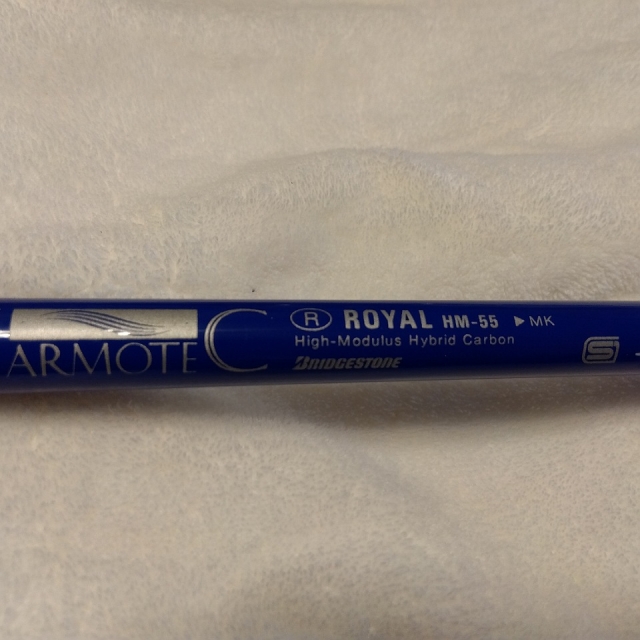 ARMOTE C
Ⓡ ROYAL HM-55 ▶ MK
High-Modulus Hybrid Carbon
BRIDGESTONE
S